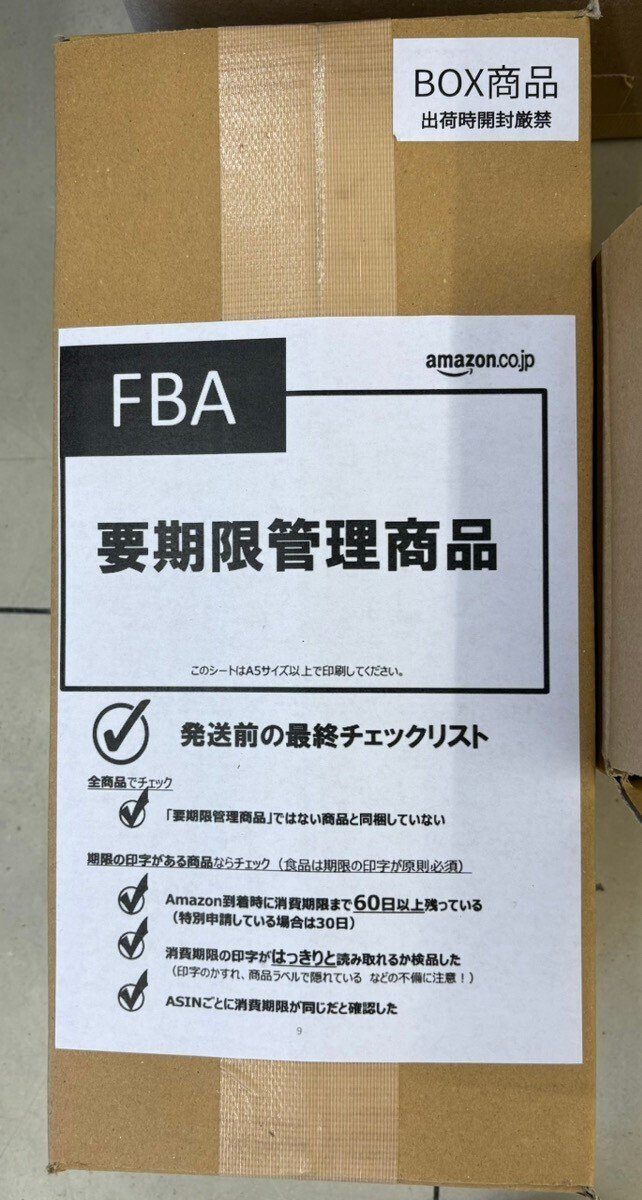 BOX商品
出荷時開封厳禁
FBA
amazon.co.jp
要期限管理商品
このシートはA5サイズ以上で印刷してください。
発送前の最終チェックリスト
全商品でチェック
「要期限管理商品」ではない商品と同梱していない
期限の印字がある商品ならチェック（食品は期限の印字が原則必須）
Amazon到着時に消費期限まで60日以上残っている
（特別申請している場合は30日）
消費期限の印字がはっきりと読み取れるか検品した
（印字のかすれ、商品ラベルで隠れている などの不備に注意！）
ASINごとに消費期限が同じだと確認した
9